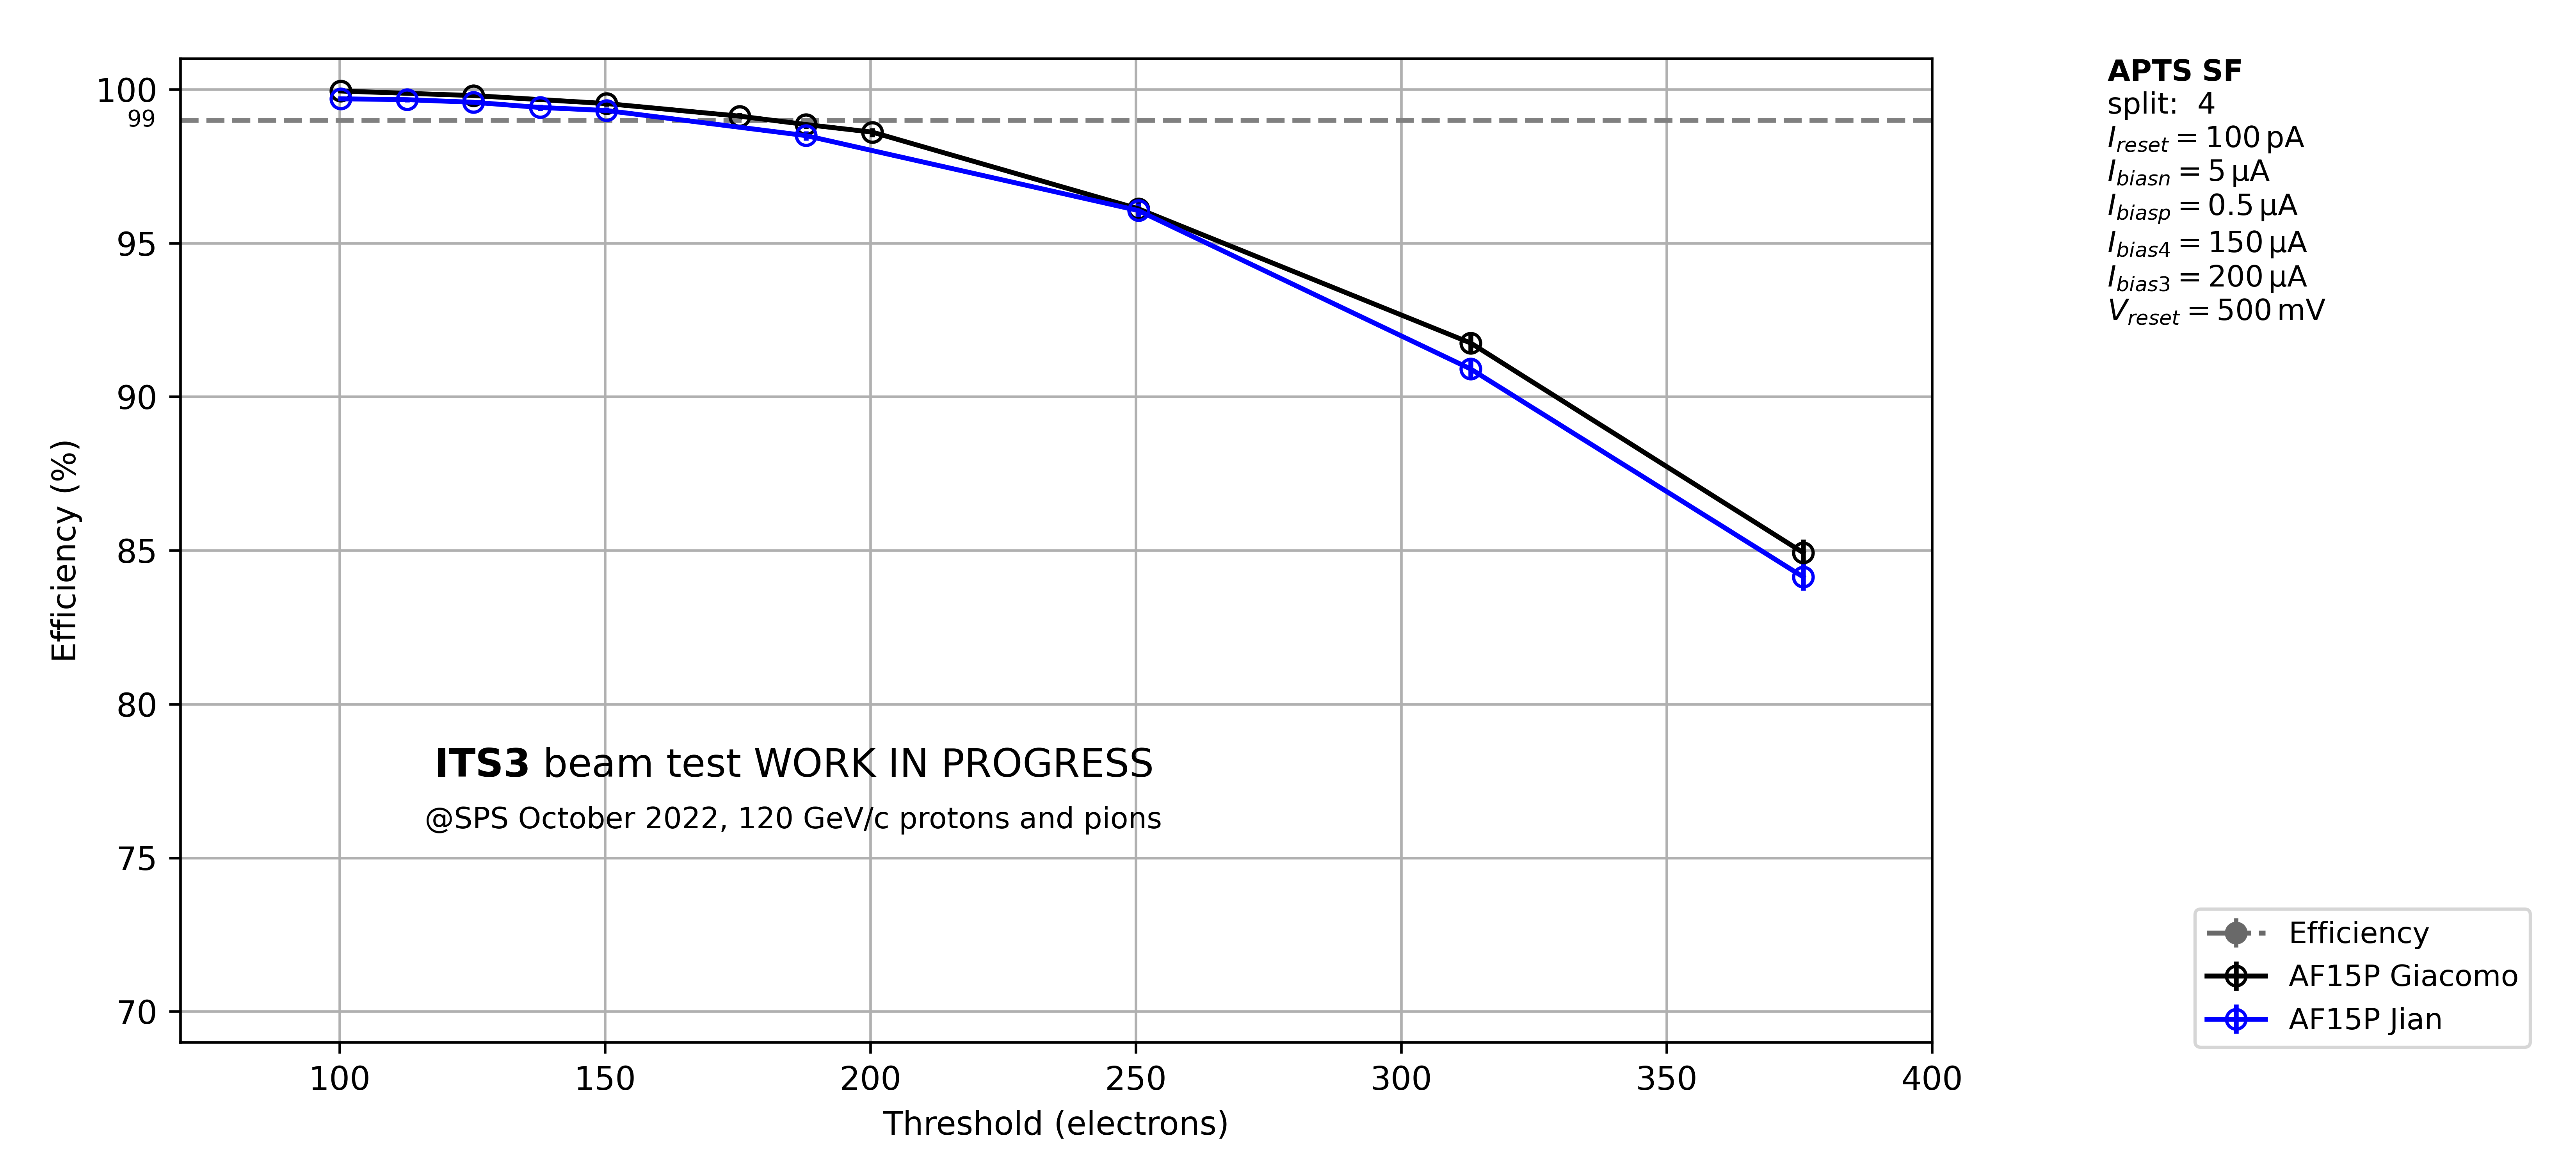 100
99
95
90
85
80
75
70
Efficiency (%)
ITS3 beam test WORK IN PROGRESS
@SPS October 2022, 120 GeV/c protons and pions
100 150 200 250 300 350 400
Threshold (electrons)
APTS SF
split: 4
I_reset = 100 pA
I_biasn = 5 µA
I_biasp = 0.5 µA
I_bias4 = 150 µA
I_bias3 = 200 µA
V_reset = 500 mV
Efficiency
AF15P Giacomo
AF15P Jian